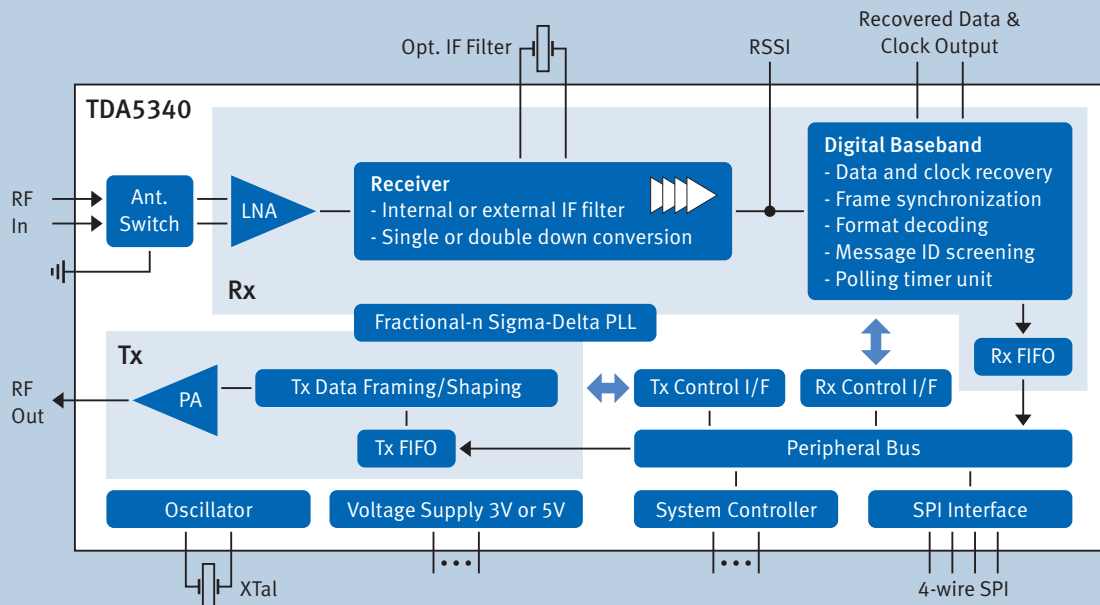 Recovered Data &
Clock Output
Opt. IF Filter
RSSI
TDA5340
RF
In
Ant.
Switch
LNA
Receiver
- Internal or external IF filter
- Single or double down conversion
Digital Baseband
- Data and clock recovery
- Frame synchronization
- Format decoding
- Message ID screening
- Polling timer unit
Rx
Fractional-n Sigma-Delta PLL
Tx
Rx FIFO
RF
Out
PA
Tx Data Framing/Shaping
Tx Control I/F
Rx Control I/F
Tx FIFO
Peripheral Bus
Oscillator
Voltage Supply 3V or 5V
System Controller
SPI Interface
XTal
4-wire SPI